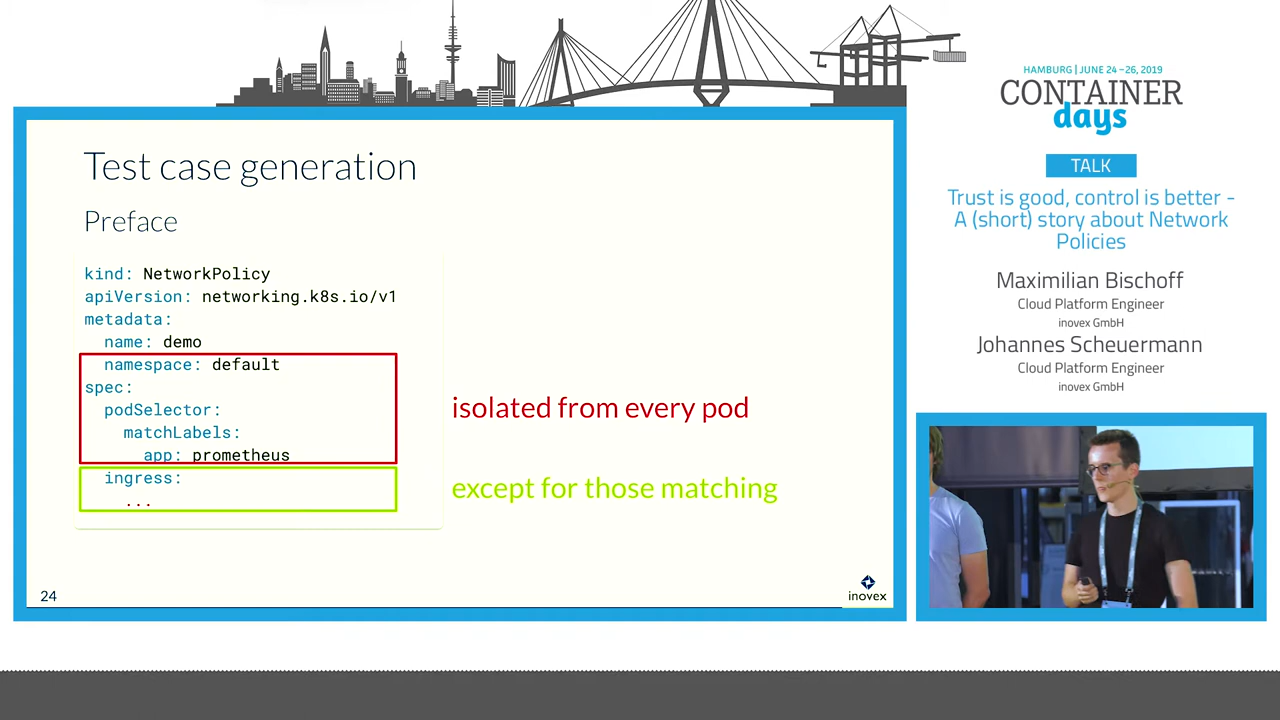 HAMBURG | JUNE 24 – 26, 2019
CONTAINER
days
TALK
Trust is good, control is better -
A (short) story about Network
Policies
Maximilian Bischoff
Cloud Platform Engineer
inovex GmbH
Johannes Scheuermann
Cloud Platform Engineer
inovex GmbH
Test case generation
Preface
kind: NetworkPolicy
apiVersion: networking.k8s.io/v1
metadata:
  name: demo
  namespace: default
spec:
  podSelector:
    matchLabels:
      app: prometheus
  ingress:
    ...
isolated from every pod
except for those matching
24
inovex